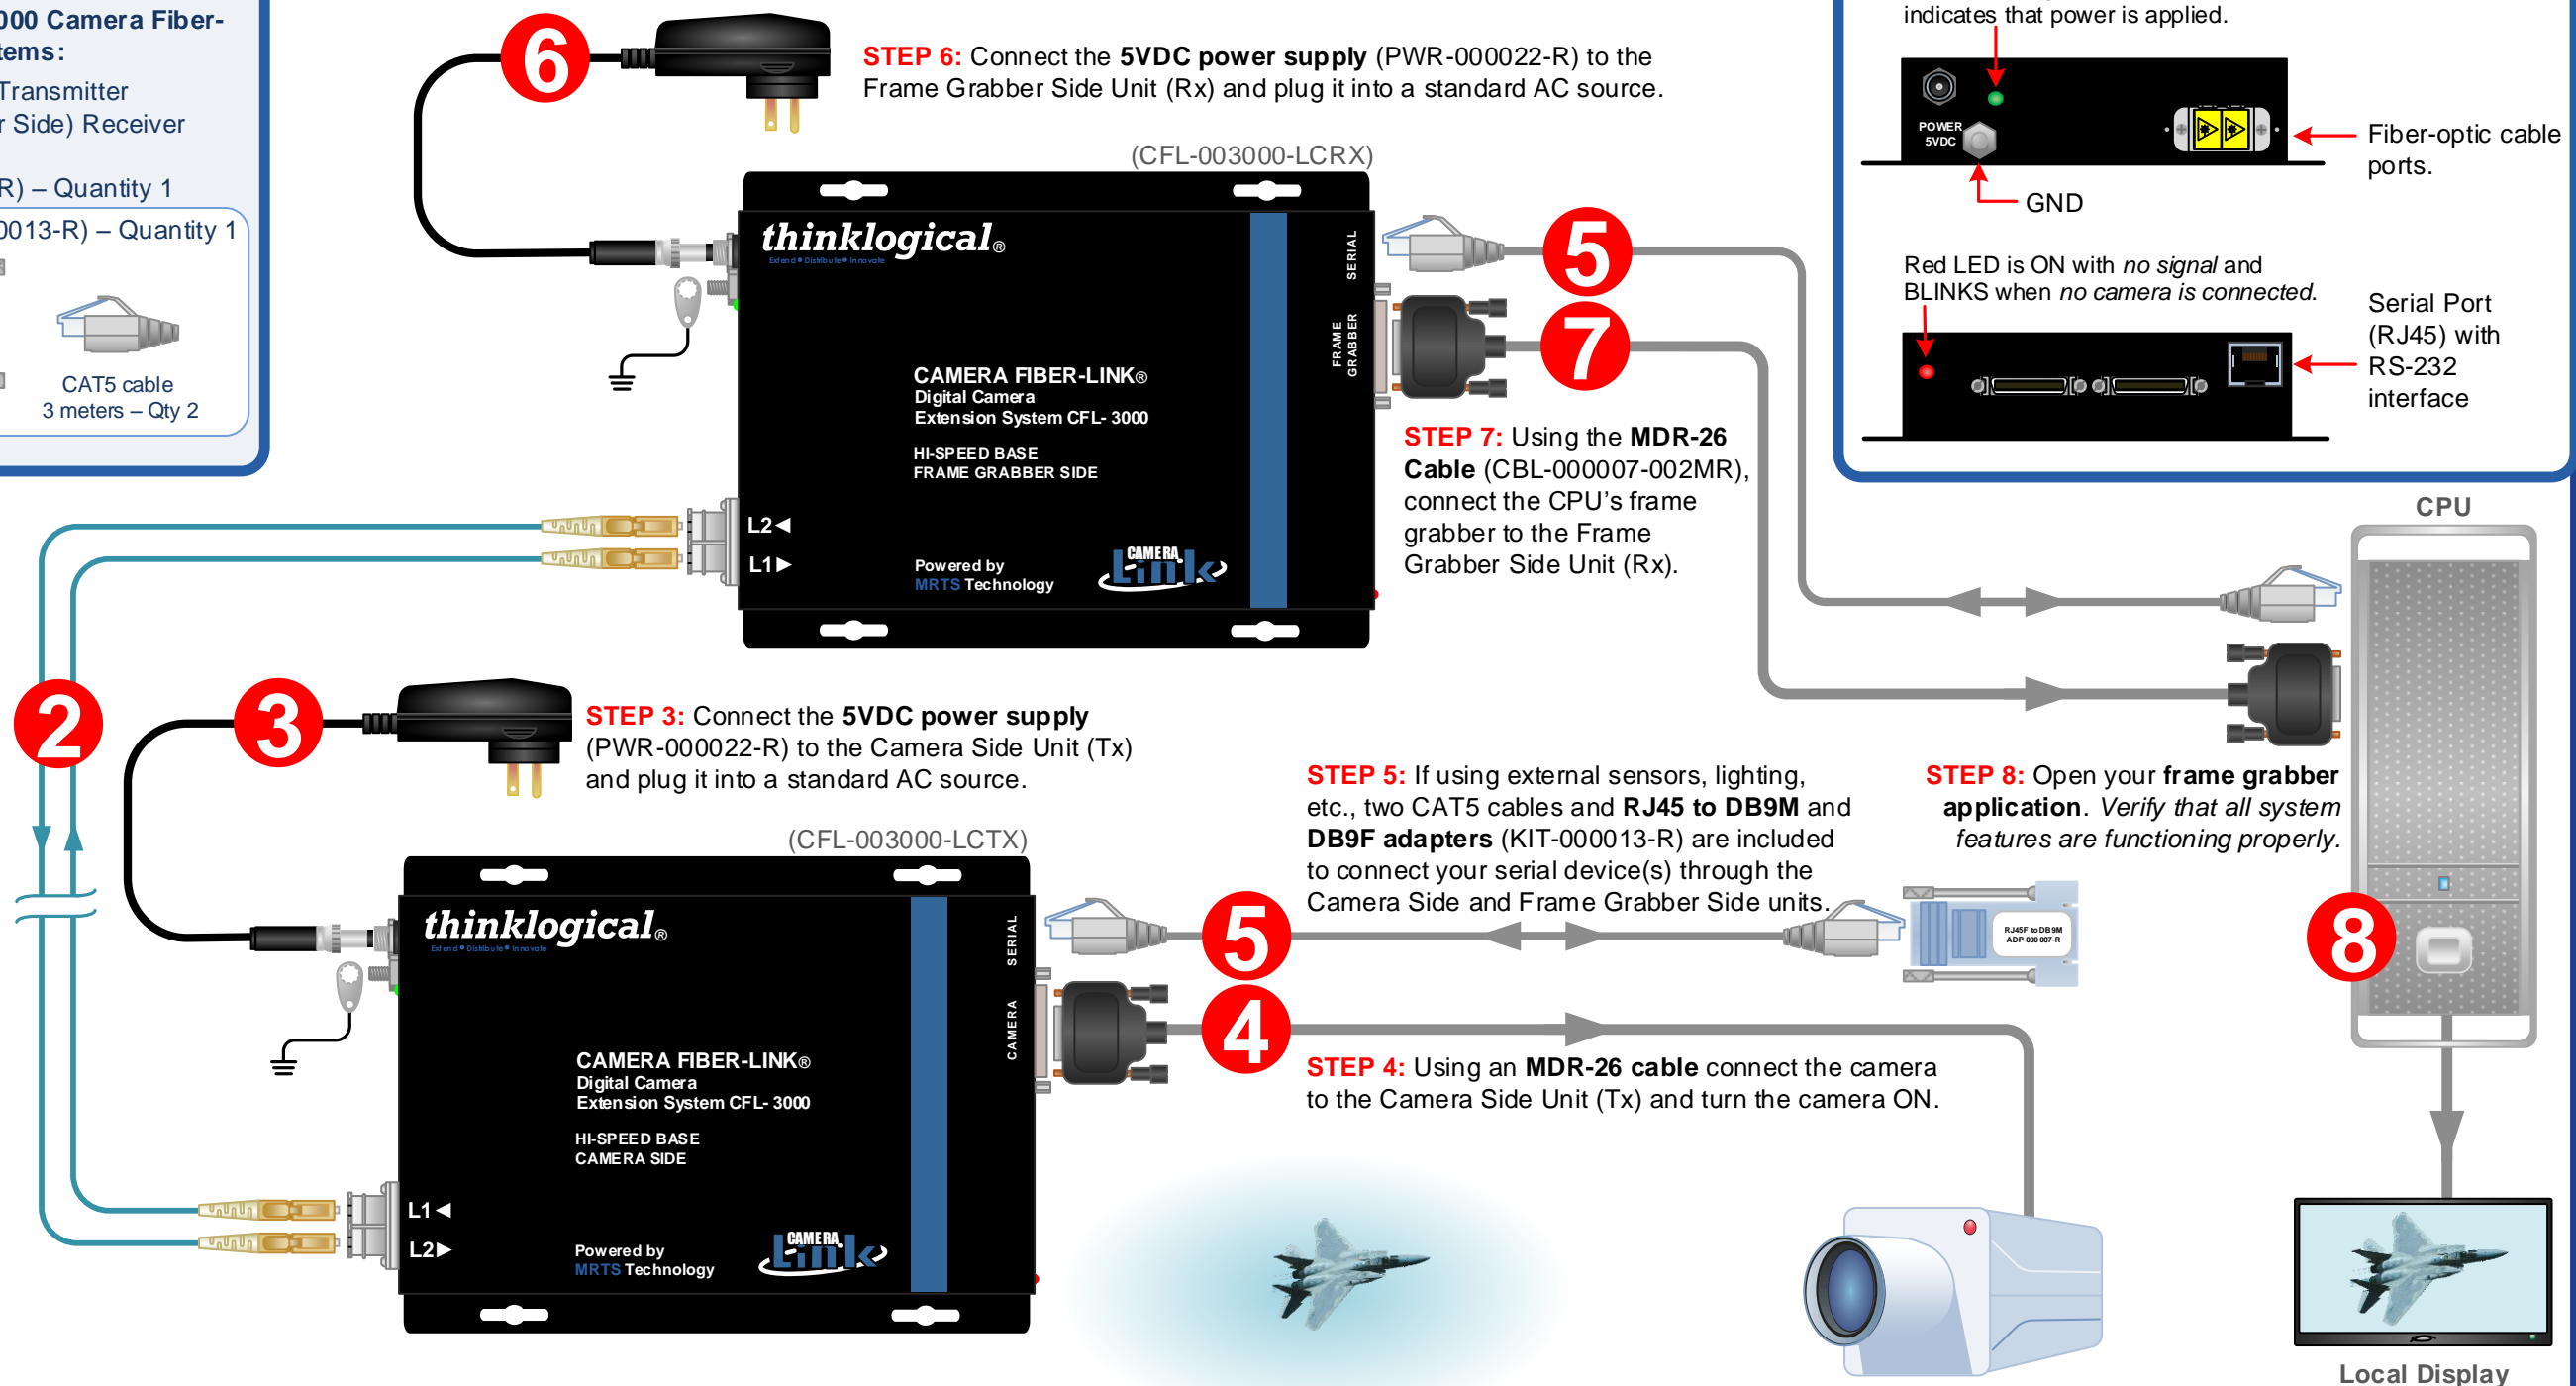 000 Camera Fiber-
tems:
Transmitter
r Side) Receiver
R) – Quantity 1
0013-R) – Quantity 1
CAT5 cable
3 meters – Qty 2
6
STEP 6: Connect the 5VDC power supply (PWR-000022-R) to the
Frame Grabber Side Unit (Rx) and plug it into a standard AC source.
indicates that power is applied.
POWER
5VDC
GND
Fiber-optic cable
ports.
Red LED is ON with no signal and
BLINKS when no camera is connected.
Serial Port
(RJ45) with
RS-232
interface
(CFL-003000-LCRX)
thinklogical®
Extend • Distribute • Innovate
SERIAL
FRAME
GRABBER
CAMERA FIBER-LINK®
Digital Camera
Extension System CFL- 3000
HI-SPEED BASE
FRAME GRABBER SIDE
L2◄
L1►
Powered by
MRTS Technology
CAMERA
Link
5
7
STEP 7: Using the MDR-26
Cable (CBL-000007-002MR),
connect the CPU's frame
grabber to the Frame
Grabber Side Unit (Rx).
CPU
2
3
STEP 3: Connect the 5VDC power supply
(PWR-000022-R) to the Camera Side Unit (Tx)
and plug it into a standard AC source.
STEP 5: If using external sensors, lighting,
etc., two CAT5 cables and RJ45 to DB9M and
DB9F adapters (KIT-000013-R) are included
to connect your serial device(s) through the
Camera Side and Frame Grabber Side units.
STEP 8: Open your frame grabber
application. Verify that all system
features are functioning properly.
(CFL-003000-LCTX)
thinklogical®
Extend • Distribute • Innovate
SERIAL
CAMERA
CAMERA FIBER-LINK®
Digital Camera
Extension System CFL- 3000
HI-SPEED BASE
CAMERA SIDE
L1◄
L2►
Powered by
MRTS Technology
CAMERA
Link
5
RJ45F to DB9M
ADP-000007-R
8
4
STEP 4: Using an MDR-26 cable connect the camera
to the Camera Side Unit (Tx) and turn the camera ON.
Local Display